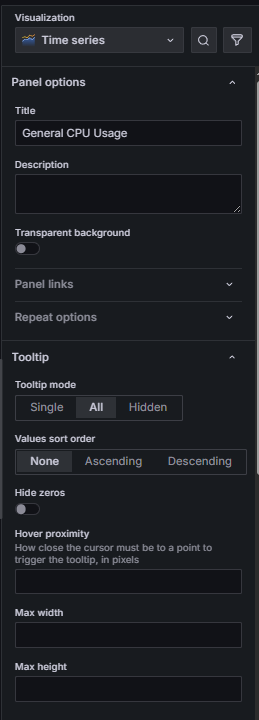 Visualization
Time series
Panel options
Title
General CPU Usage
Description
Transparent background
Panel links
Repeat options
Tooltip
Tooltip mode
Single All Hidden
Values sort order
None Ascending Descending
Hide zeros
Hover proximity
How close the cursor must be to a point to
trigger the tooltip, in pixels
Max width
Max height